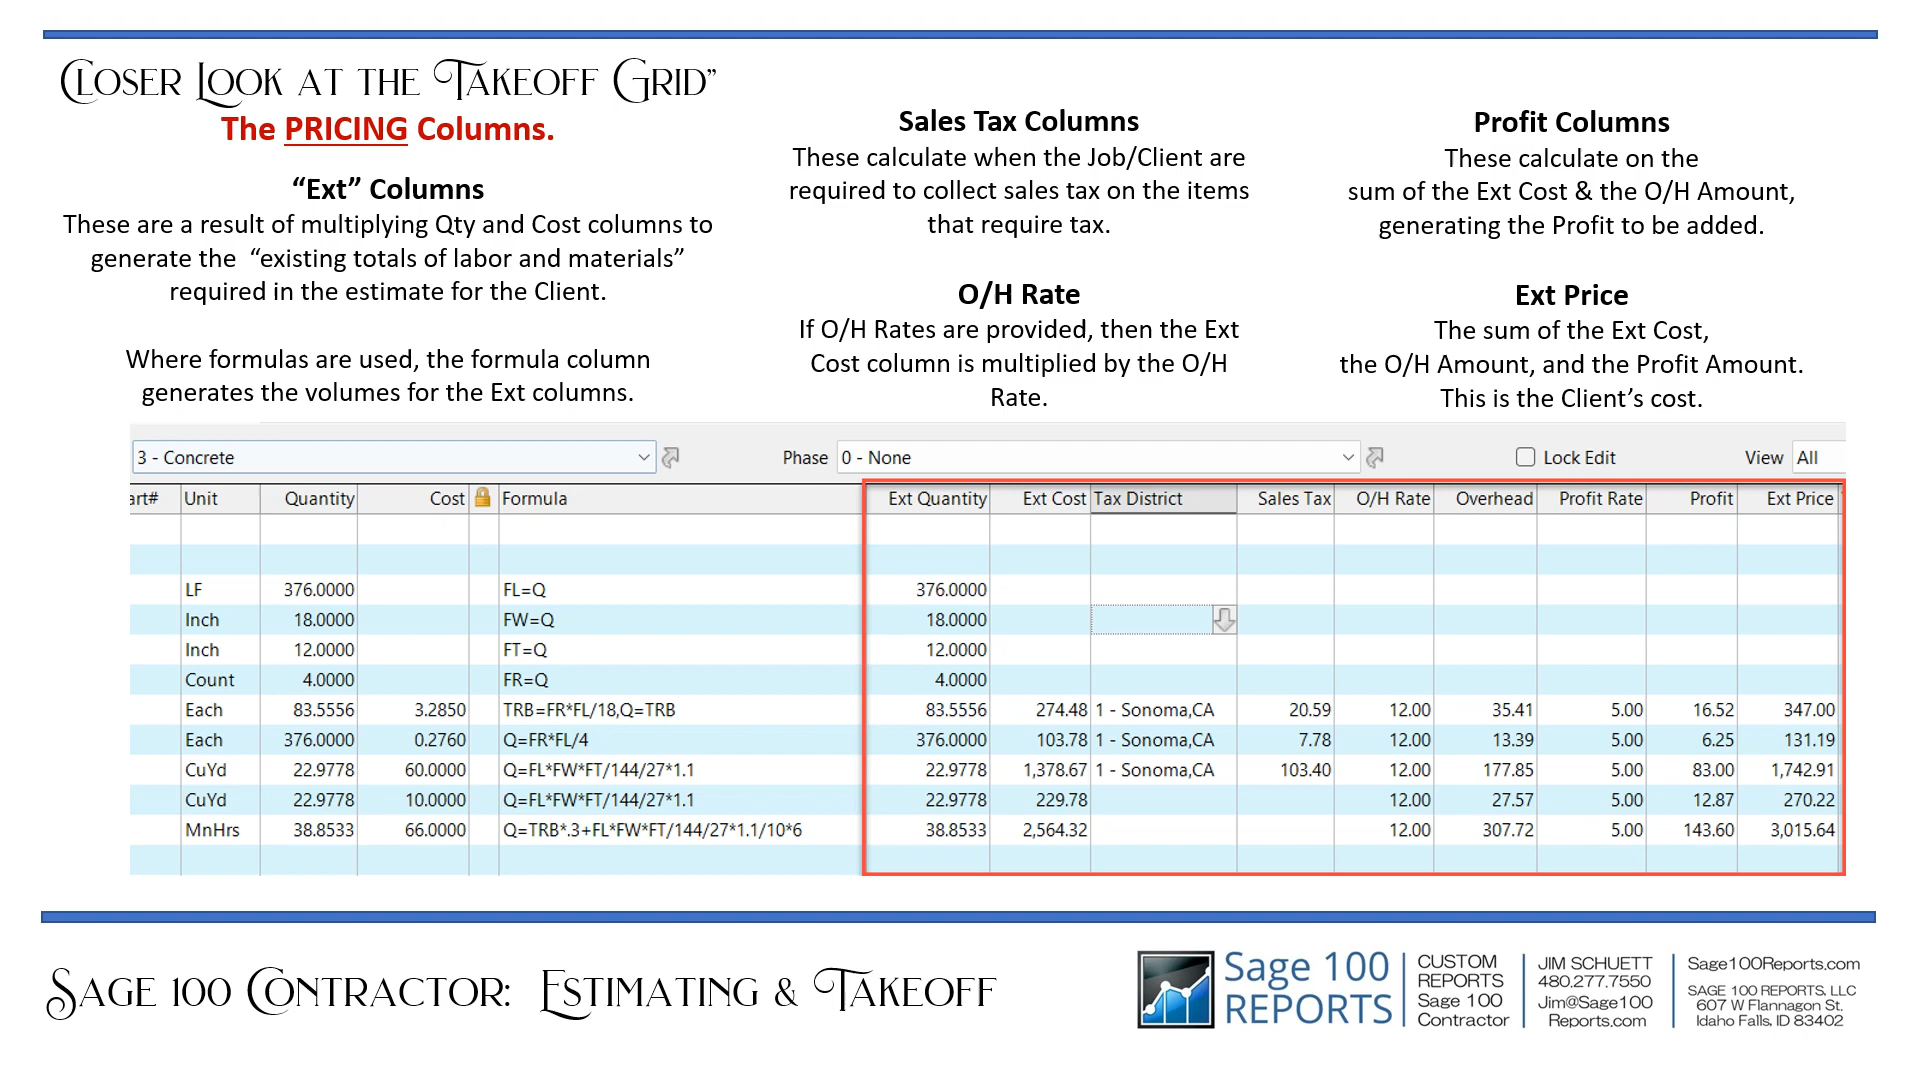 Closer Look at the Takeoff Grid”
The PRICING Columns.
“Ext” Columns
These are a result of multiplying Qty and Cost columns to
generate the “existing totals of labor and materials”
required in the estimate for the Client.
Where formulas are used, the formula column
generates the volumes for the Ext columns.
Sales Tax Columns
These calculate when the Job/Client are
required to collect sales tax on the items
that require tax.
O/H Rate
If O/H Rates are provided, then the Ext
Cost column is multiplied by the O/H
Rate.
Profit Columns
These calculate on the
sum of the Ext Cost & the O/H Amount,
generating the Profit to be added.
Ext Price
The sum of the Ext Cost,
the O/H Amount, and the Profit Amount.
This is the Client’s cost.
3 - Concrete Phase 0 - None Lock Edit View All
art# Unit Quantity Cost Formula Ext Quantity Ext Cost Tax District Sales Tax O/H Rate Overhead Profit Rate Profit Ext Price
LF 376.0000 FL=Q 376.0000
Inch 18.0000 FW=Q 18.0000
Inch 12.0000 FT=Q 12.0000
Count 4.0000 FR=Q 4.0000
Each 83.5556 3.2850 TRB=FR*FL/18,Q=TRB 83.5556 274.48 1 - Sonoma,CA 20.59 12.00 35.41 5.00 16.52 347.00
Each 376.0000 0.2760 Q=FR*FL/4 376.0000 103.78 1 - Sonoma,CA 7.78 12.00 13.39 5.00 6.25 131.19
CuYd 22.9778 60.0000 Q=FL*FW*FT/144/27*1.1 22.9778 1,378.67 1 - Sonoma,CA 103.40 12.00 177.85 5.00 83.00 1,742.91
CuYd 22.9778 10.0000 Q=FL*FW*FT/144/27*1.1 22.9778 229.78 12.00 27.57 5.00 12.87 270.22
MnHrs 38.8533 66.0000 Q=TRB*.3+FL*FW*FT/144/27*1.1/10*6 38.8533 2,564.32 12.00 307.72 5.00 143.60 3,015.64
Sage 100 Contractor: Estimating & Takeoff
Sage 100
REPORTS
CUSTOM
REPORTS
Sage 100
Contractor
JIM SCHUETT
480.277.7550
Jim@Sage100
Reports.com
Sage100Reports.com
SAGE 100 REPORTS, LLC
607 W Flannagon St,
Idaho Falls, ID 83402